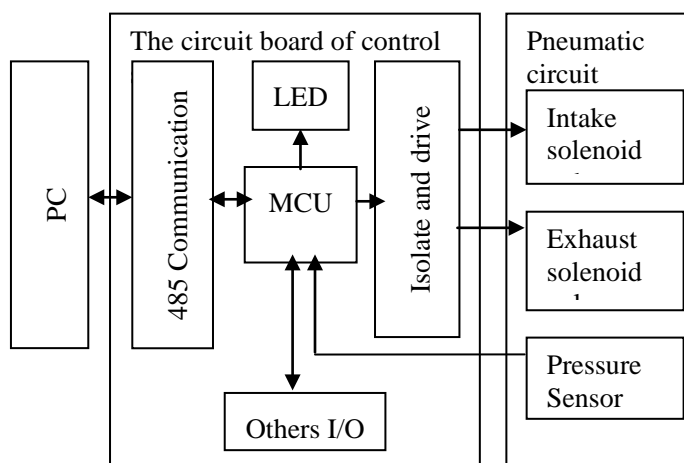 The circuit board of control
Pneumatic
circuit
PC
485 Communication
LED
MCU
Isolate and drive
Intake
solenoid
Exhaust
solenoid
Pressure
Sensor
Others I/O